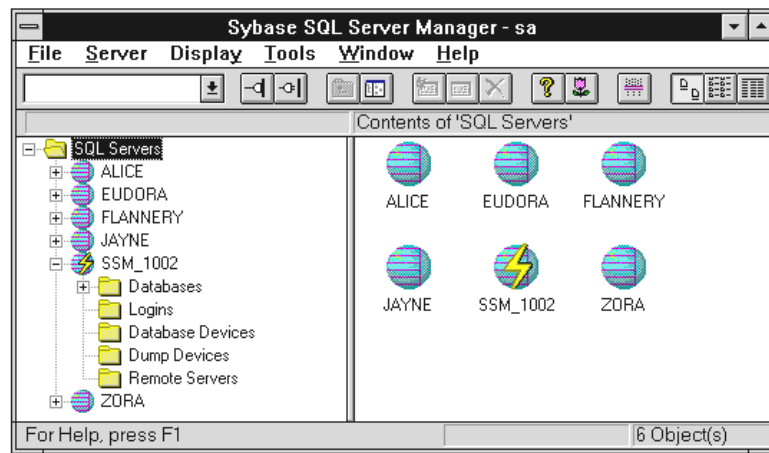 Sybase SQL Server Manager - sa
File Server Display Tools Window Help
Contents of 'SQL Servers'
SQL Servers
ALICE
EUDORA
FLANNERY
JAYNE
SSM_1002
Databases
Logins
Database Devices
Dump Devices
Remote Servers
ZORA
ALICE EUDORA FLANNERY
JAYNE SSM_1002 ZORA
For Help, press F1 6 Object(s)